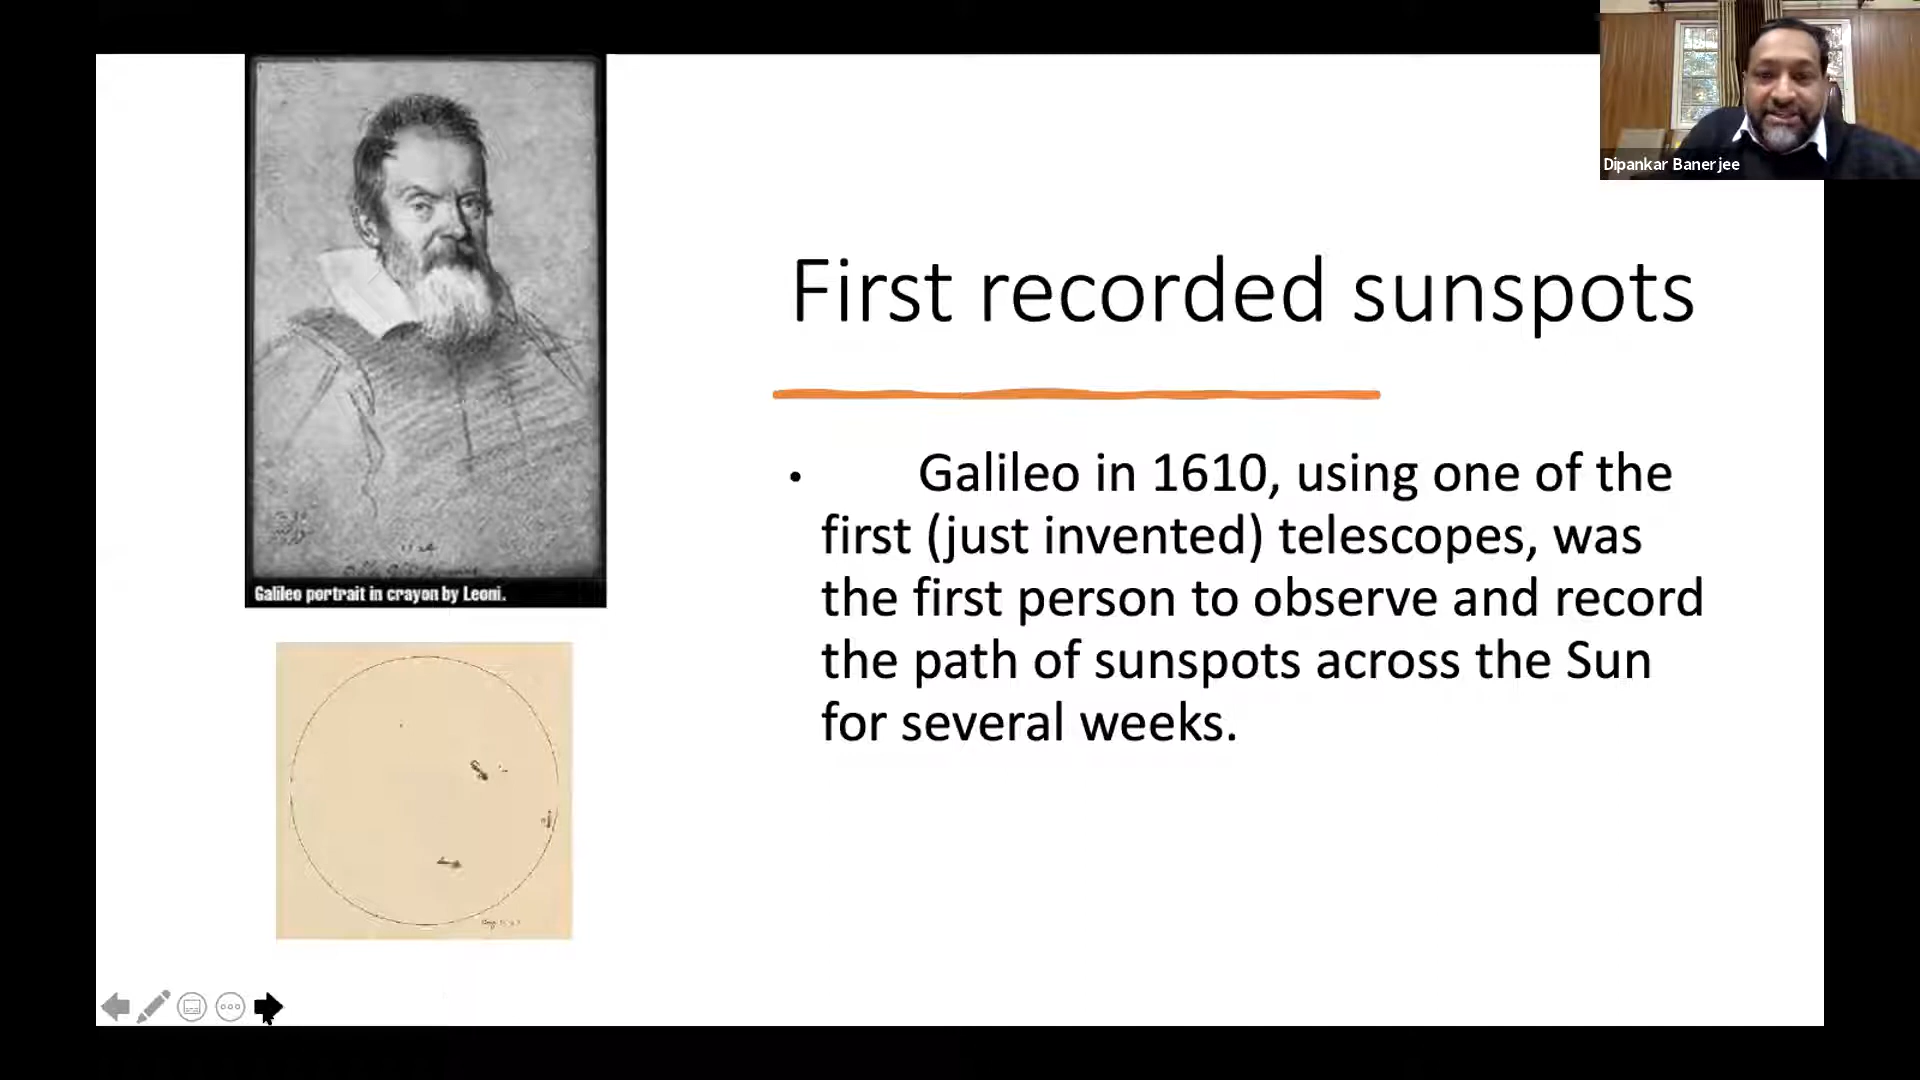 Dipankar Banerjee
First recorded sunspots
• Galileo in 1610, using one of the
first (just invented) telescopes, was
the first person to observe and record
the path of sunspots across the Sun
for several weeks.
Galileo portrait in crayon by Leoni.